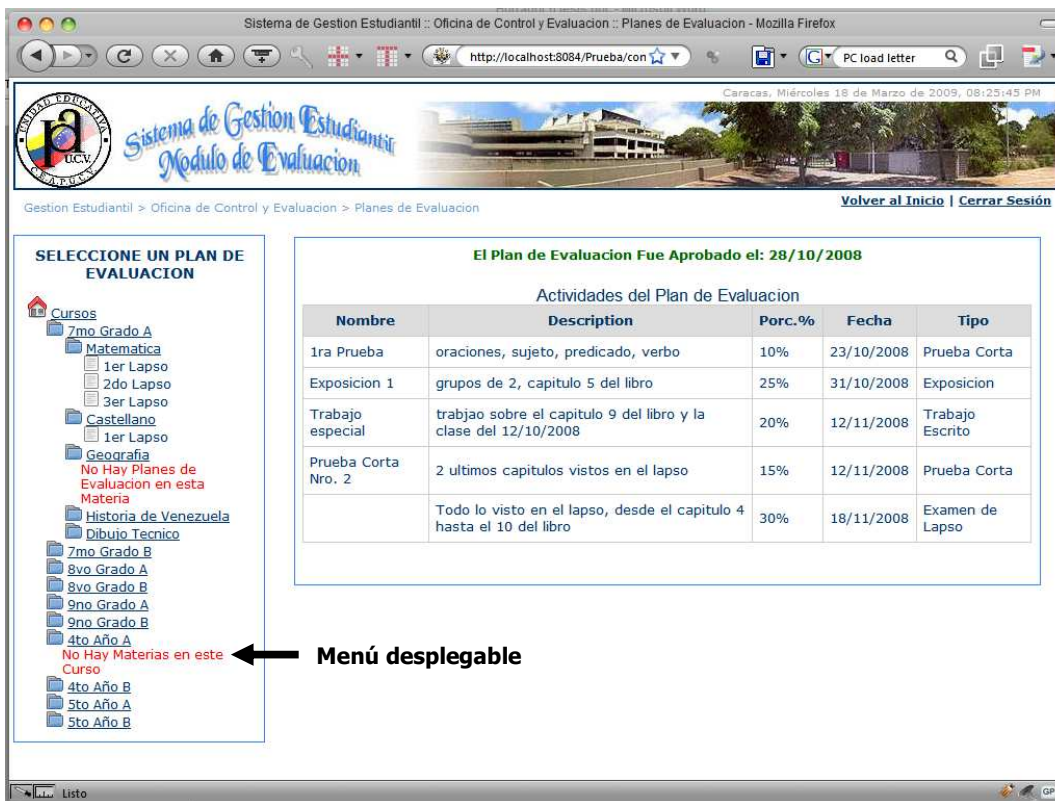 Sistema de Gestion Estudiantil :: Oficina de Control y Evaluacion :: Planes de Evaluacion - Mozilla Firefox
http://localhost:8084/Prueba/con
PC load letter
Caracas, Miércoles 18 de Marzo de 2009, 08:25:45 PM
UNIDAD EDUCATIVA
U.C.V.
C.E.A.P.U.C.V.
Sistema de Gestion Estudiantil
Modulo de Evaluacion
Gestion Estudiantil > Oficina de Control y Evaluacion > Planes de Evaluacion
Volver al Inicio | Cerrar Sesión
SELECCIONE UN PLAN DE
EVALUACION
Cursos
7mo Grado A
Matematica
1er Lapso
2do Lapso
3er Lapso
Castellano
1er Lapso
Geografia
No Hay Planes de
Evaluacion en esta
Materia
Historia de Venezuela
Dibujo Tecnico
7mo Grado B
8vo Grado A
8vo Grado B
9no Grado A
9no Grado B
4to Año A
No Hay Materias en este
Curso
4to Año B
5to Año A
5to Año B
Menú desplegable
El Plan de Evaluacion Fue Aprobado el: 28/10/2008
Actividades del Plan de Evaluacion
Nombre Description Porc.% Fecha Tipo
1ra Prueba oraciones, sujeto, predicado, verbo 10% 23/10/2008 Prueba Corta
Exposicion 1 grupos de 2, capitulo 5 del libro 25% 31/10/2008 Exposicion
Trabajo especial trabjao sobre el capitulo 9 del libro y la clase del 12/10/2008 20% 12/11/2008 Trabajo Escrito
Prueba Corta Nro. 2 2 ultimos capitulos vistos en el lapso 15% 12/11/2008 Prueba Corta
Todo lo visto en el lapso, desde el capitulo 4 hasta el 10 del libro 30% 18/11/2008 Examen de Lapso
Listo
GP